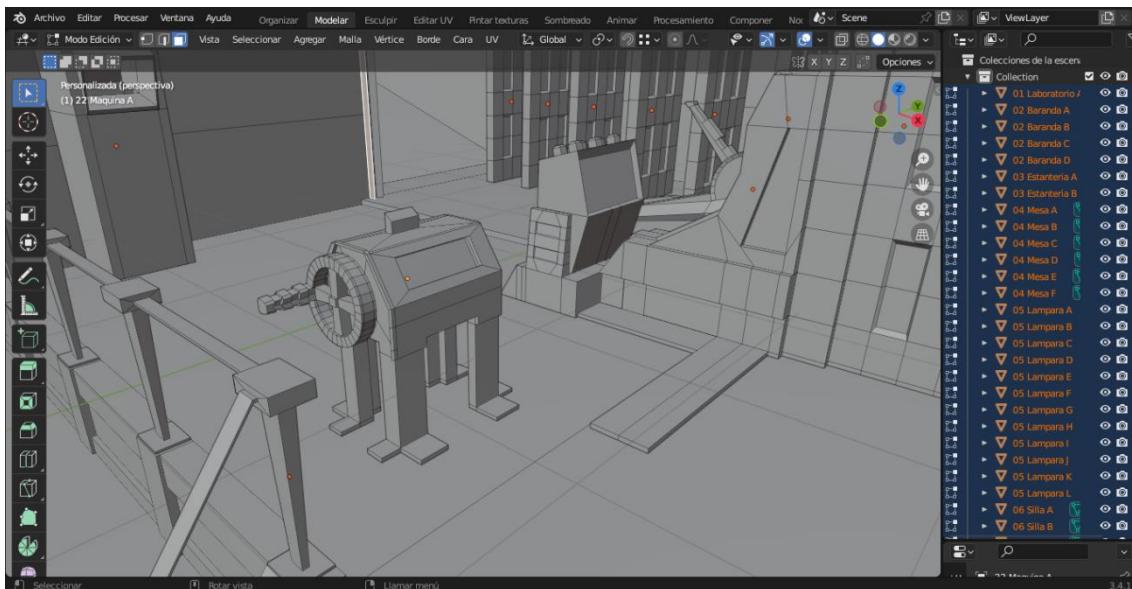 Archivo Editar Procesar Ventana Ayuda Organizar Modelar Esculpir Editar UV Pintar texturas Sombreado Animar Procesamiento Componer Scene ViewLayer
Modo Edición Vista Seleccionar Agregar Malla Vértice Borde Cara UV Global
X Y Z Opciones
Personalizada (perspectiva)
(1) 22 Maquina A
Z
Y
X
Colecciones de la escen
Collection
01 Laboratorio A
02 Baranda A
02 Baranda B
02 Baranda C
02 Baranda D
03 Estanteria A
03 Estanteria B
04 Mesa A
04 Mesa B
04 Mesa C
04 Mesa D
04 Mesa E
04 Mesa F
05 Lampara A
05 Lampara B
05 Lampara C
05 Lampara D
05 Lampara E
05 Lampara F
05 Lampara G
05 Lampara H
05 Lampara I
05 Lampara J
05 Lampara K
05 Lampara L
06 Silla A
06 Silla B
22 Maquina A
Seleccionar Rotar vista Llamar menú 3.4.1